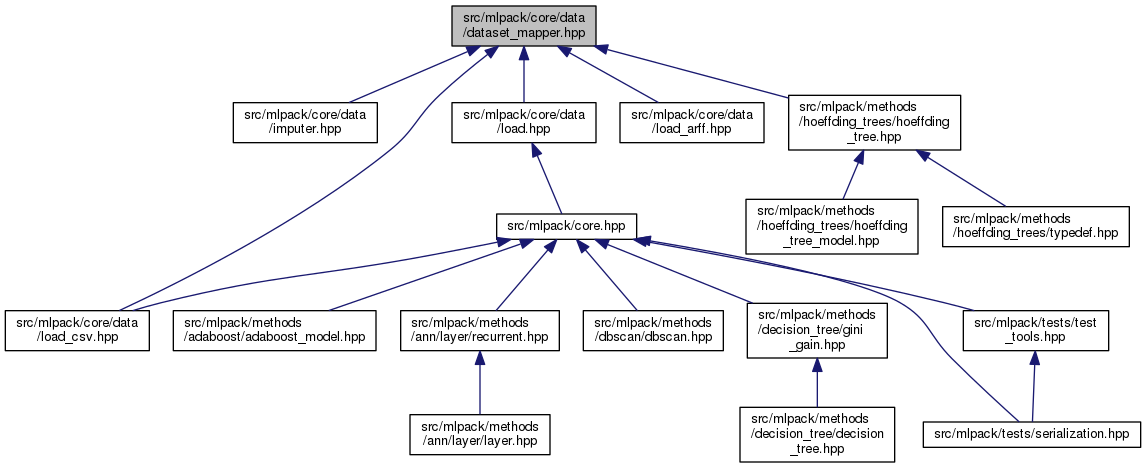 src/mlpack/core/data
/dataset_mapper.hpp
src/mlpack/core/data
/imputer.hpp
src/mlpack/core/data
/load.hpp
src/mlpack/core/data
/load_arff.hpp
src/mlpack/methods
/hoeffding_trees/hoeffding
_tree.hpp
src/mlpack/methods
/hoeffding_trees/hoeffding
_tree_model.hpp
src/mlpack/methods
/hoeffding_trees/typedef.hpp
src/mlpack/core.hpp
src/mlpack/core/data
/load_csv.hpp
src/mlpack/methods
/adaboost/adaboost_model.hpp
src/mlpack/methods
/ann/layer/recurrent.hpp
src/mlpack/methods
/dbscan/dbscan.hpp
src/mlpack/methods
/decision_tree/gini
_gain.hpp
src/mlpack/tests/test
_tools.hpp
src/mlpack/methods
/ann/layer/layer.hpp
src/mlpack/methods
/decision_tree/decision
_tree.hpp
src/mlpack/tests/serialization.hpp